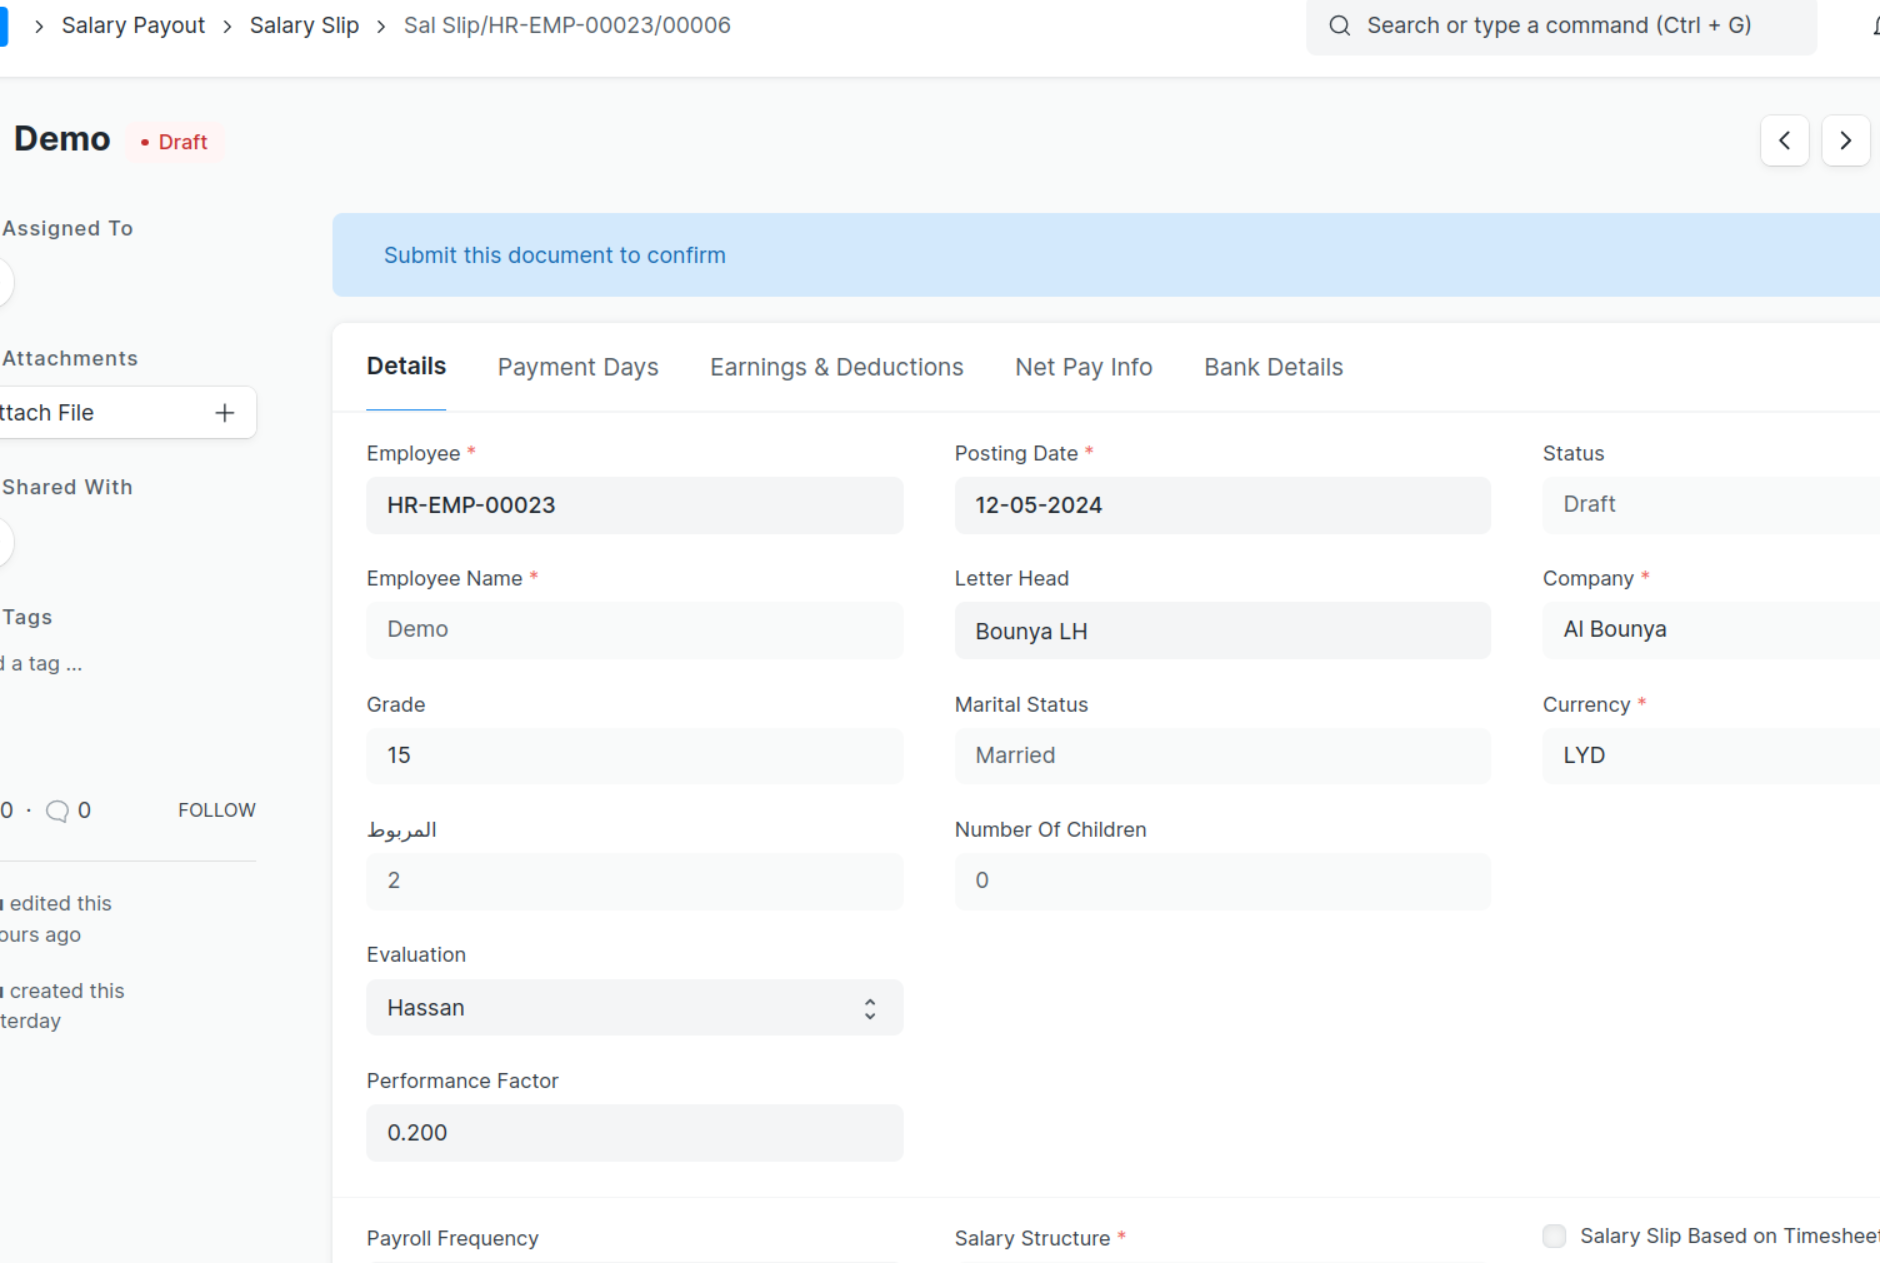 Salary Payout > Salary Slip > Sal Slip/HR-EMP-00023/00006
Search or type a command (Ctrl + G)
Demo
Draft
Assigned To
Attachments
ttach File
Shared With
Tags
a tag ...
0 · 0
FOLLOW
edited this
ours ago
created this
terday
Submit this document to confirm
Details
Payment Days
Earnings & Deductions
Net Pay Info
Bank Details
Employee *
HR-EMP-00023
Posting Date *
12-05-2024
Status
Draft
Employee Name *
Demo
Letter Head
Bounya LH
Company *
Al Bounya
Grade
15
Marital Status
Married
Currency *
LYD
المربوط
2
Number Of Children
0
Evaluation
Hassan
Performance Factor
0.200
Payroll Frequency
Salary Structure *
Salary Slip Based on Timesheet